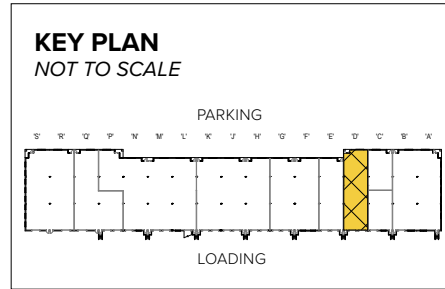 KEY PLAN
NOT TO SCALE
PARKING
'S' 'R' 'Q' 'P' 'N' 'M' 'L' 'K' 'J' 'H' 'G' 'F' 'E' 'D' 'C' 'B' 'A'
LOADING